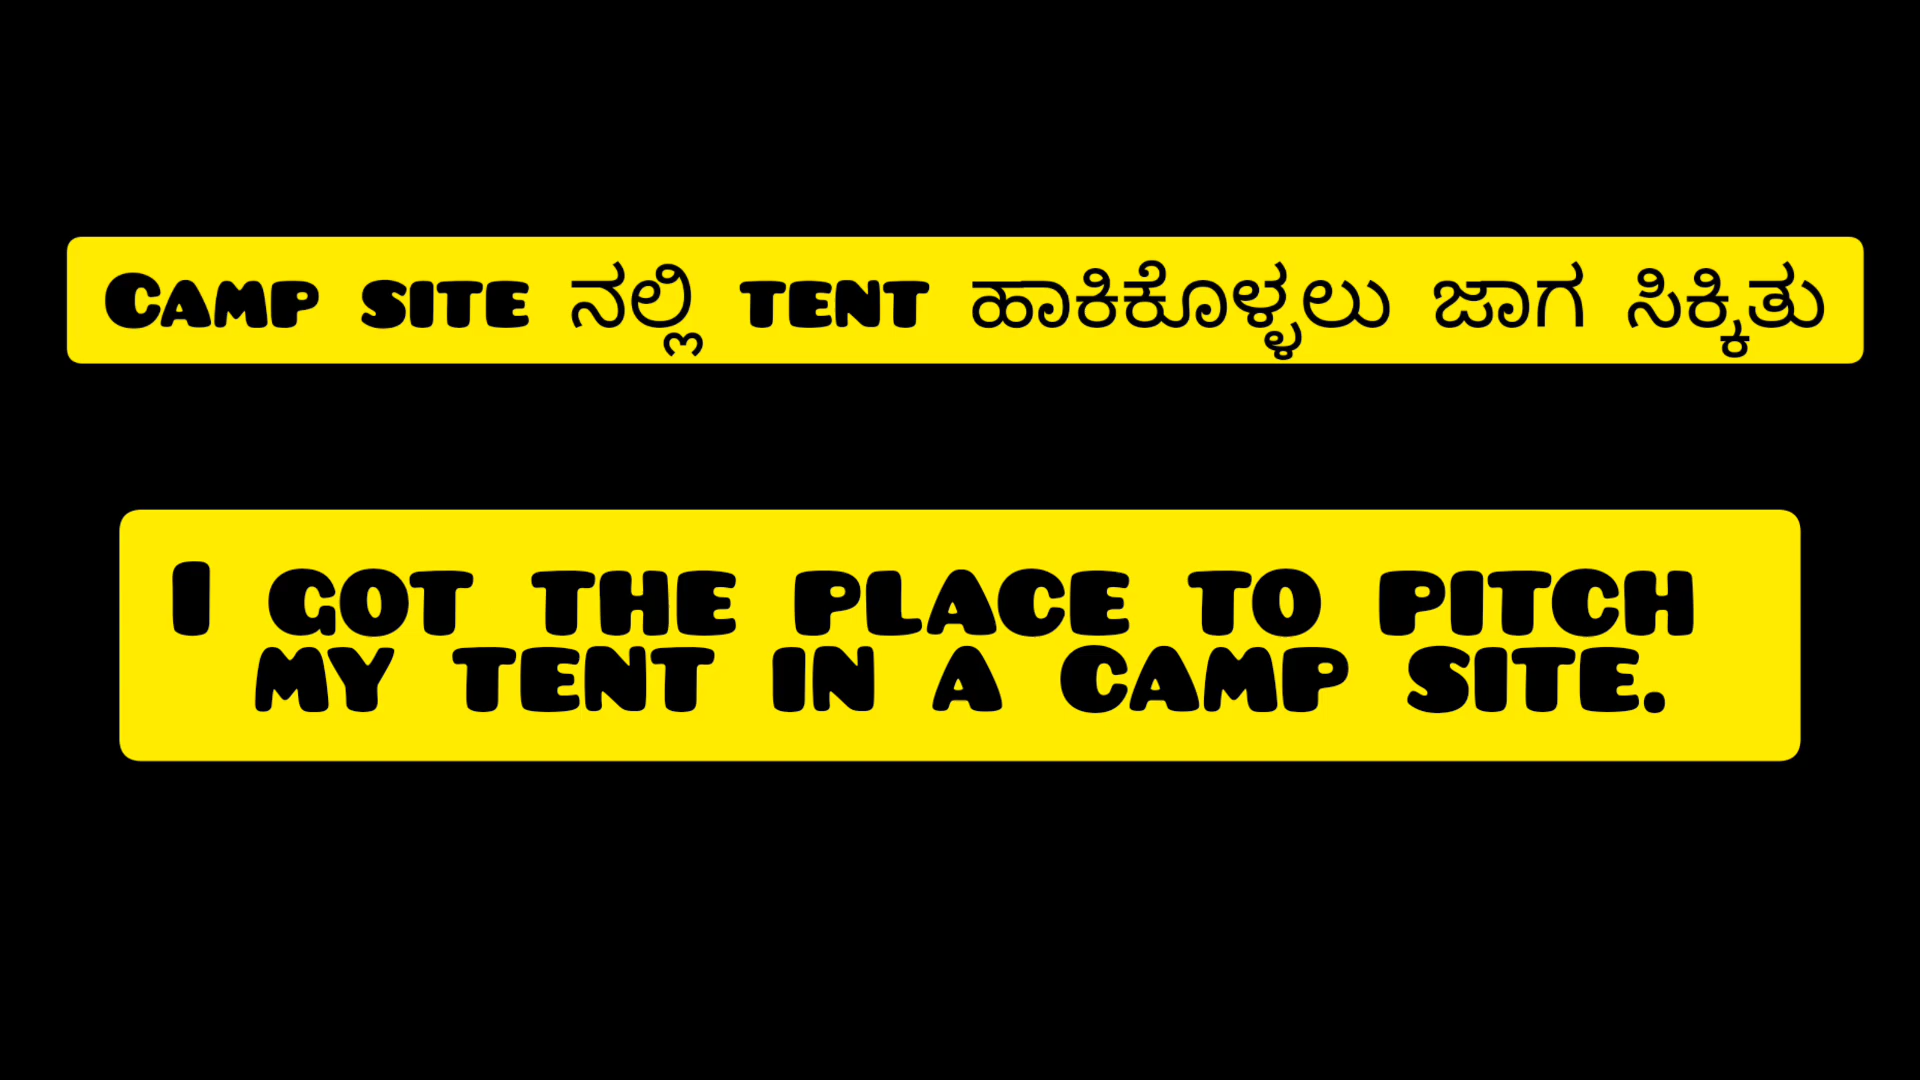 Camp site ನಲ್ಲಿ tent ಹಾಕಿಕೊಳ್ಳಲು ಜಾಗ ಸಿಕ್ಕಿತು
I got the place to pitch
my tent in a camp site.